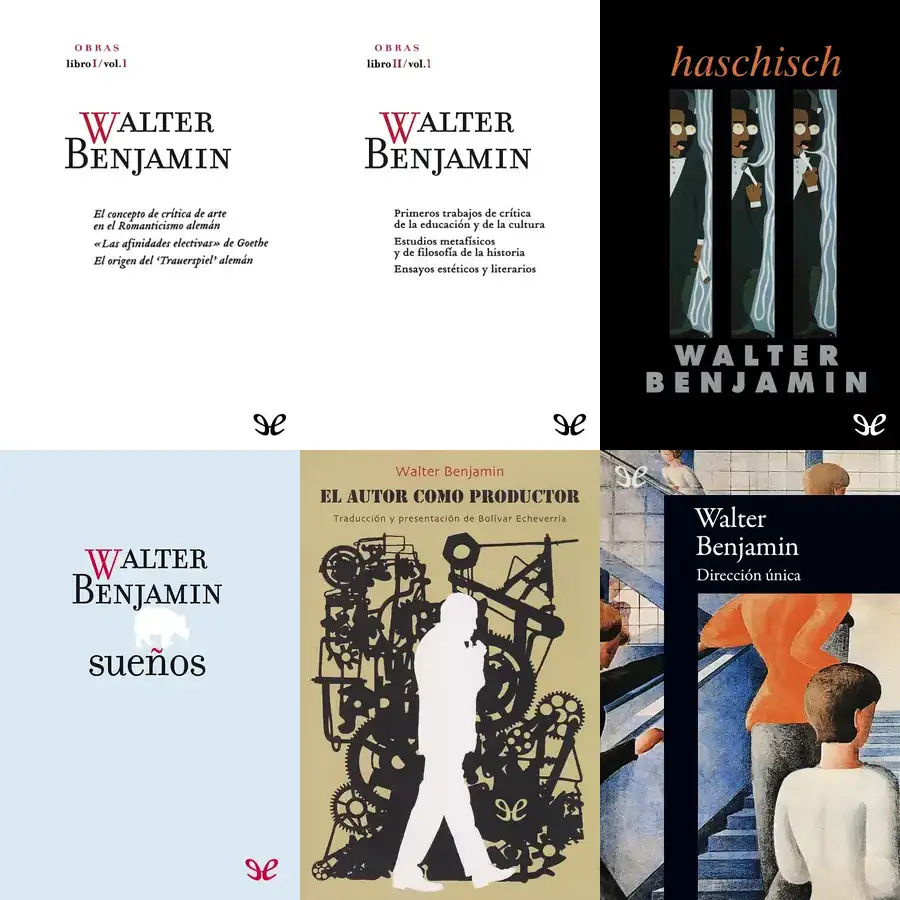 OBRAS
libro I / vol. 1
WALTER
BENJAMIN
El concepto de crítica de arte
en el Romanticismo alemán
«Las afinidades electivas» de Goethe
El origen del ‘Trauerspiel’ alemán
OBRAS
libro II / vol. 1
WALTER
BENJAMIN
Primeros trabajos de crítica
de la educación y de la cultura
Estudios metafísicos
y de filosofía de la historia
Ensayos estéticos y literarios
haschisch
WALTER
BENJAMIN
WALTER
BENJAMIN
sueños
Walter Benjamin
EL AUTOR COMO PRODUCTOR
Traducción y presentación de Bolívar Echeverría
Walter
Benjamin
Dirección única